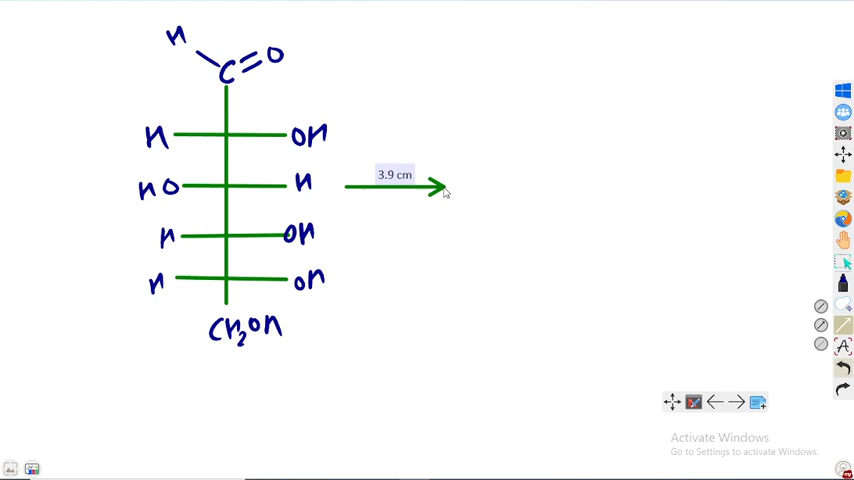 H
C=O
H OH
HO H
3.9 cm
H OH
H OH
CH2OH
A
Activate Windows
Go to Settings to activate Windows.